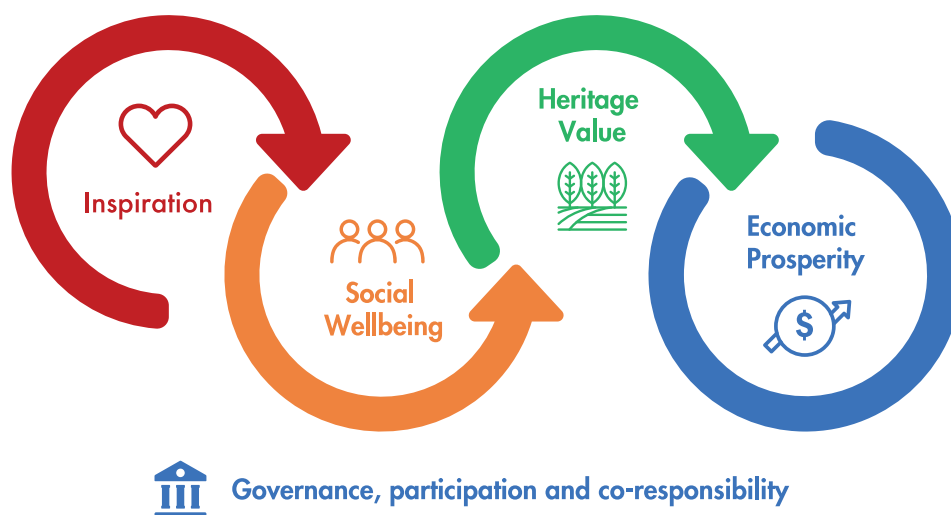 Inspiration
Social
Wellbeing
Heritage
Value
Economic
Prosperity
$
Governance, participation and co-responsibility